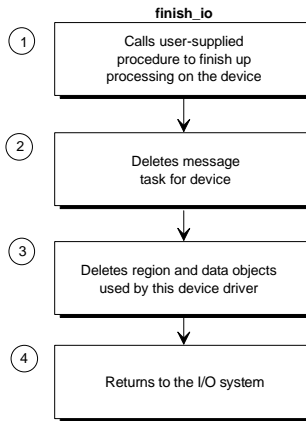 finish_io
1
Calls user-supplied
procedure to finish up
processing on the device
2
Deletes message
task for device
3
Deletes region and data objects
used by this device driver
4
Returns to the I/O system